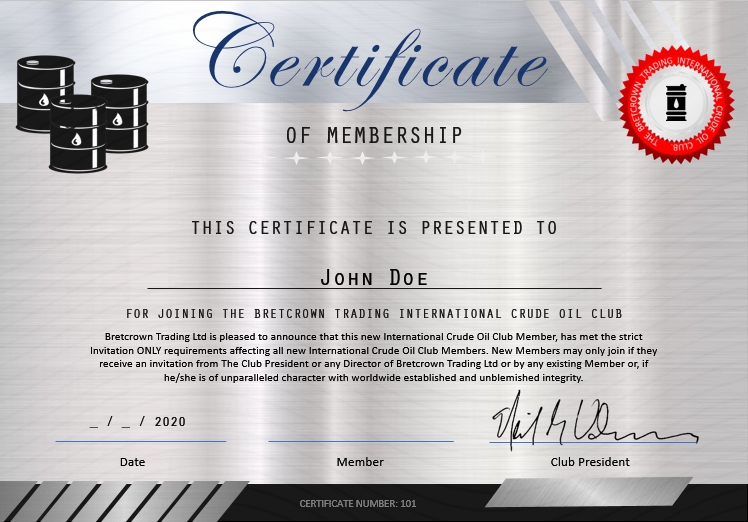 Certificate
OF MEMBERSHIP
THE BRETCROWN TRADING INTERNATIONAL CRUDE OIL CLUB
THIS CERTIFICATE IS PRESENTED TO
JOHN DOE
FOR JOINING THE BRETCROWN TRADING INTERNATIONAL CRUDE OIL CLUB
Bretcrown Trading Ltd is pleased to announce that this new International Crude Oil Club Member, has met the strict
Invitation ONLY requirements affecting all new International Crude Oil Club Members. New Members may only join if they
receive an invitation from The Club President or any Director of Bretcrown Trading Ltd or by any existing Member or, if
he/she is of unparalleled character with worldwide established and unblemished integrity.
_ / _ / 2020
Date
Member
Club President
CERTIFICATE NUMBER: 101